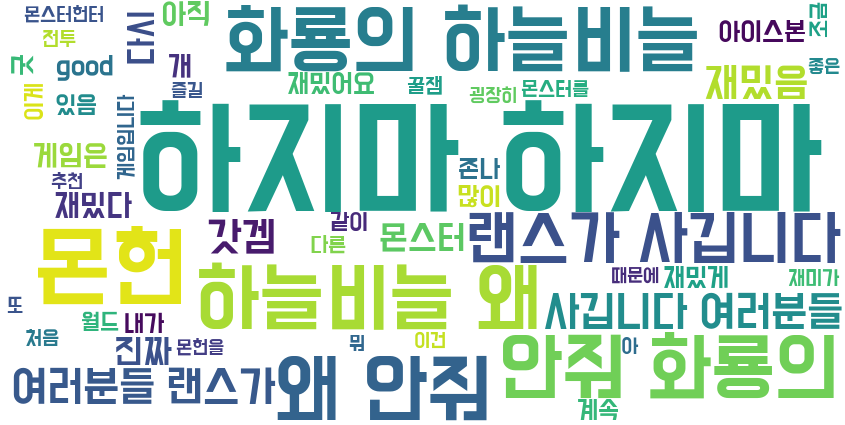 몬스터헌터
아직
화룡의 하늘비늘
좆문
전투
다시
아이스본
굿
good
개
재밌어요
꿀잼
굉장히
몬스터를
재밌음
좋은
이게
있음
즐길
하지마 하지마
게임은
게임입니다
존나
추천
많이
재밌다
갓겜
같이
다른
몬스터
랜스가 사깁니다
몬헌
하늘비늘 왜
때문에
재밌게
재미가
또
월드
내가
사깁니다 여러분들
처음
진짜
몬헌을
뭐
이건
아
안줘 화룡의
여러분들 랜스가
왜 안줘
계속